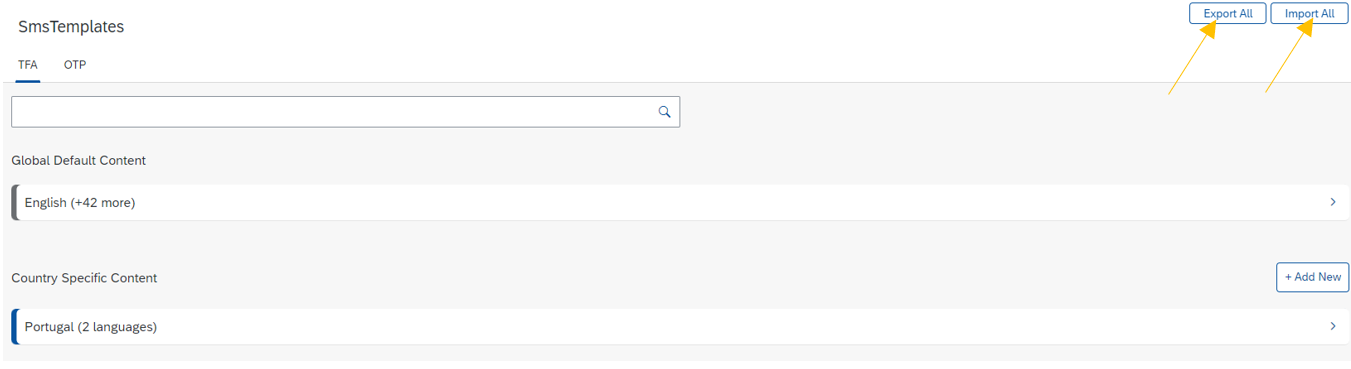 SmsTemplates
Export All
Import All
TFA
OTP
Global Default Content
English (+42 more)
Country Specific Content
+ Add New
Portugal (2 languages)